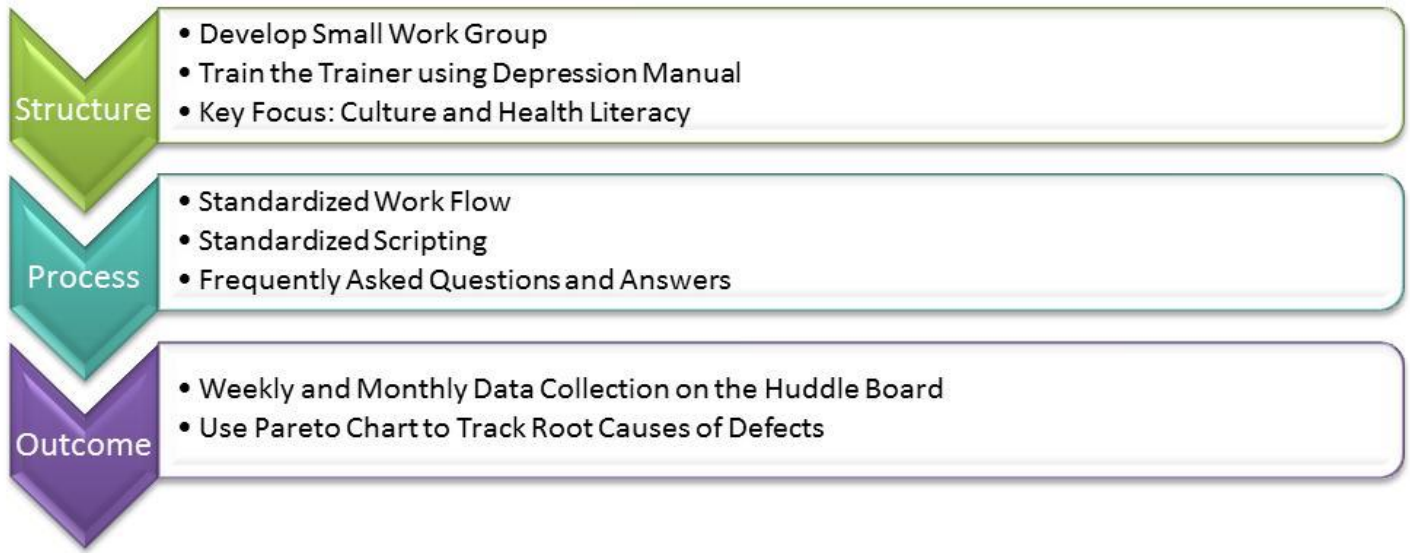 Structure
• Develop Small Work Group
• Train the Trainer using Depression Manual
• Key Focus: Culture and Health Literacy
Process
• Standardized Work Flow
• Standardized Scripting
• Frequently Asked Questions and Answers
Outcome
• Weekly and Monthly Data Collection on the Huddle Board
• Use Pareto Chart to Track Root Causes of Defects